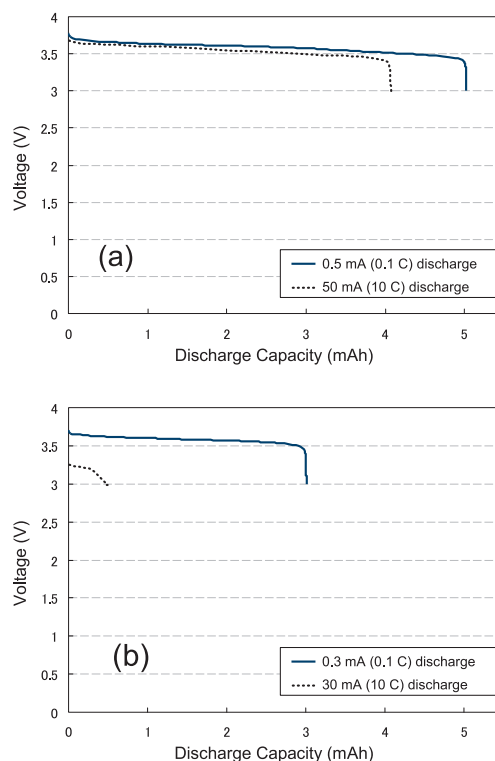 4
3.5
3
2.5
2
1.5
1
0.5
0
Voltage (V)
(a)
0.5 mA (0.1 C) discharge
50 mA (10 C) discharge
0 1 2 3 4 5
Discharge Capacity (mAh)
4
3.5
3
2.5
2
1.5
1
0.5
0
Voltage (V)
(b)
0.3 mA (0.1 C) discharge
30 mA (10 C) discharge
0 1 2 3 4 5
Discharge Capacity (mAh)